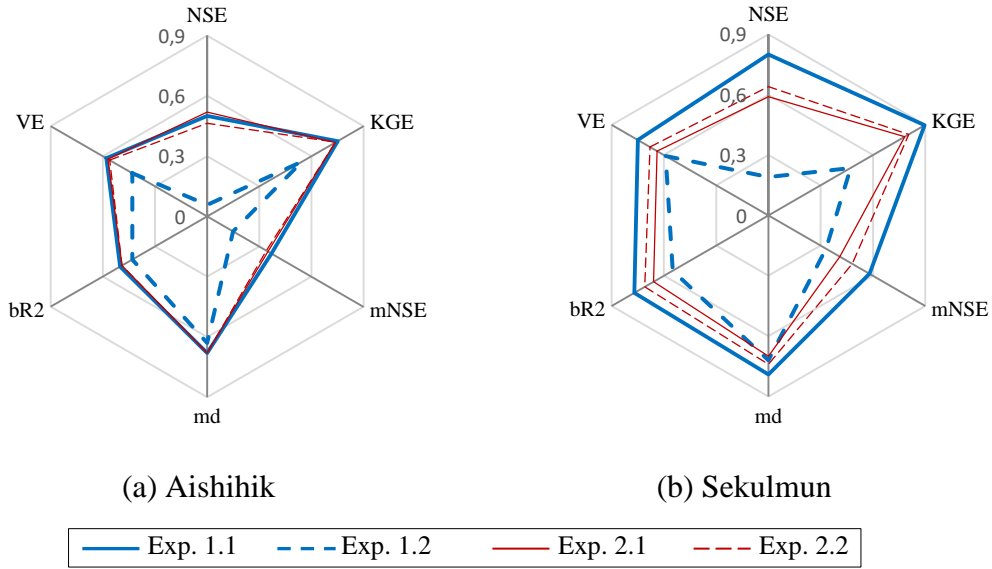 NSE
0,9
0,6
0,3
0
KGE
mNSE
md
bR2
VE
(a) Aishihik
NSE
0,9
0,6
0,3
0
KGE
mNSE
md
bR2
VE
(b) Sekulmun
Exp. 1.1 Exp. 1.2 Exp. 2.1 Exp. 2.2